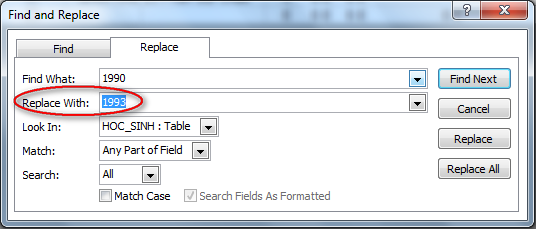 Find and Replace
Find Replace
Find What: 1990 Find Next
Replace With: 1993 Cancel
Look In: HOC_SINH : Table Replace
Match: Any Part of Field Replace All
Search: All
Match Case Search Fields As Formatted